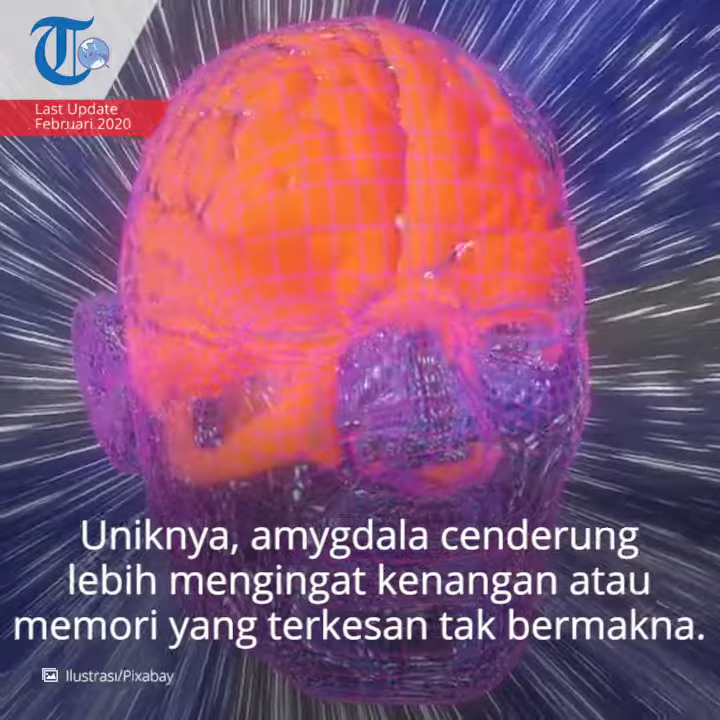 Last Update
Februari 2020
Uniknya, amygdala cenderung
lebih mengingat kenangan atau
memori yang terkesan tak bermakna.
Ilustrasi/Pixabay